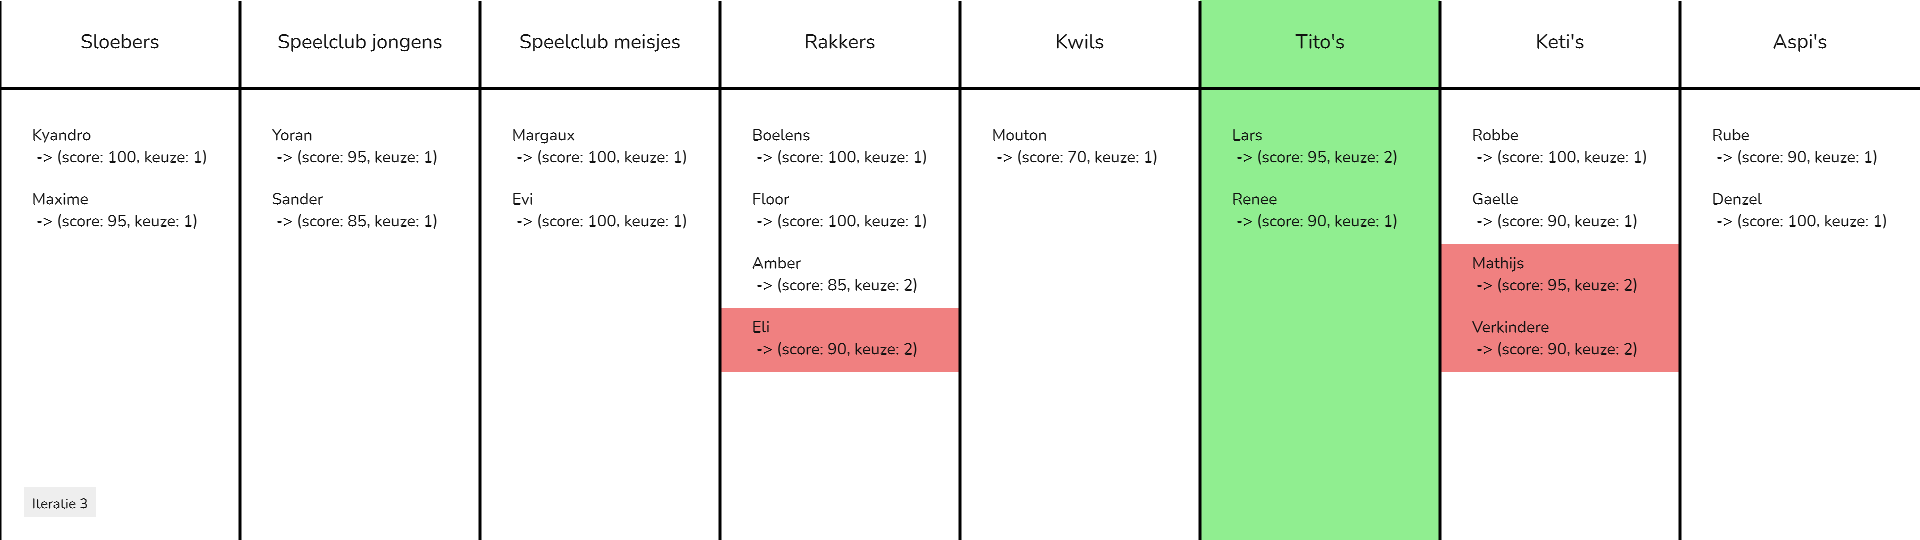 Sloebers
Speelclub jongens
Speelclub meisjes
Rakkers
Kwils
Tito's
Keti's
Aspi's
Kyandro
-> (score: 100, keuze: 1)
Maxime
-> (score: 95, keuze: 1)
Yoran
-> (score: 95, keuze: 1)
Sander
-> (score: 85, keuze: 1)
Margaux
-> (score: 100, keuze: 1)
Evi
-> (score: 100, keuze: 1)
Boelens
-> (score: 100, keuze: 1)
Floor
-> (score: 100, keuze: 1)
Amber
-> (score: 85, keuze: 2)
Eli
-> (score: 90, keuze: 2)
Mouton
-> (score: 70, keuze: 1)
Lars
-> (score: 95, keuze: 2)
Renee
-> (score: 90, keuze: 1)
Robbe
-> (score: 100, keuze: 1)
Gaelle
-> (score: 90, keuze: 1)
Mathijs
-> (score: 95, keuze: 2)
Verkindere
-> (score: 90, keuze: 2)
Rube
-> (score: 90, keuze: 1)
Denzel
-> (score: 100, keuze: 1)
Iteratie 3